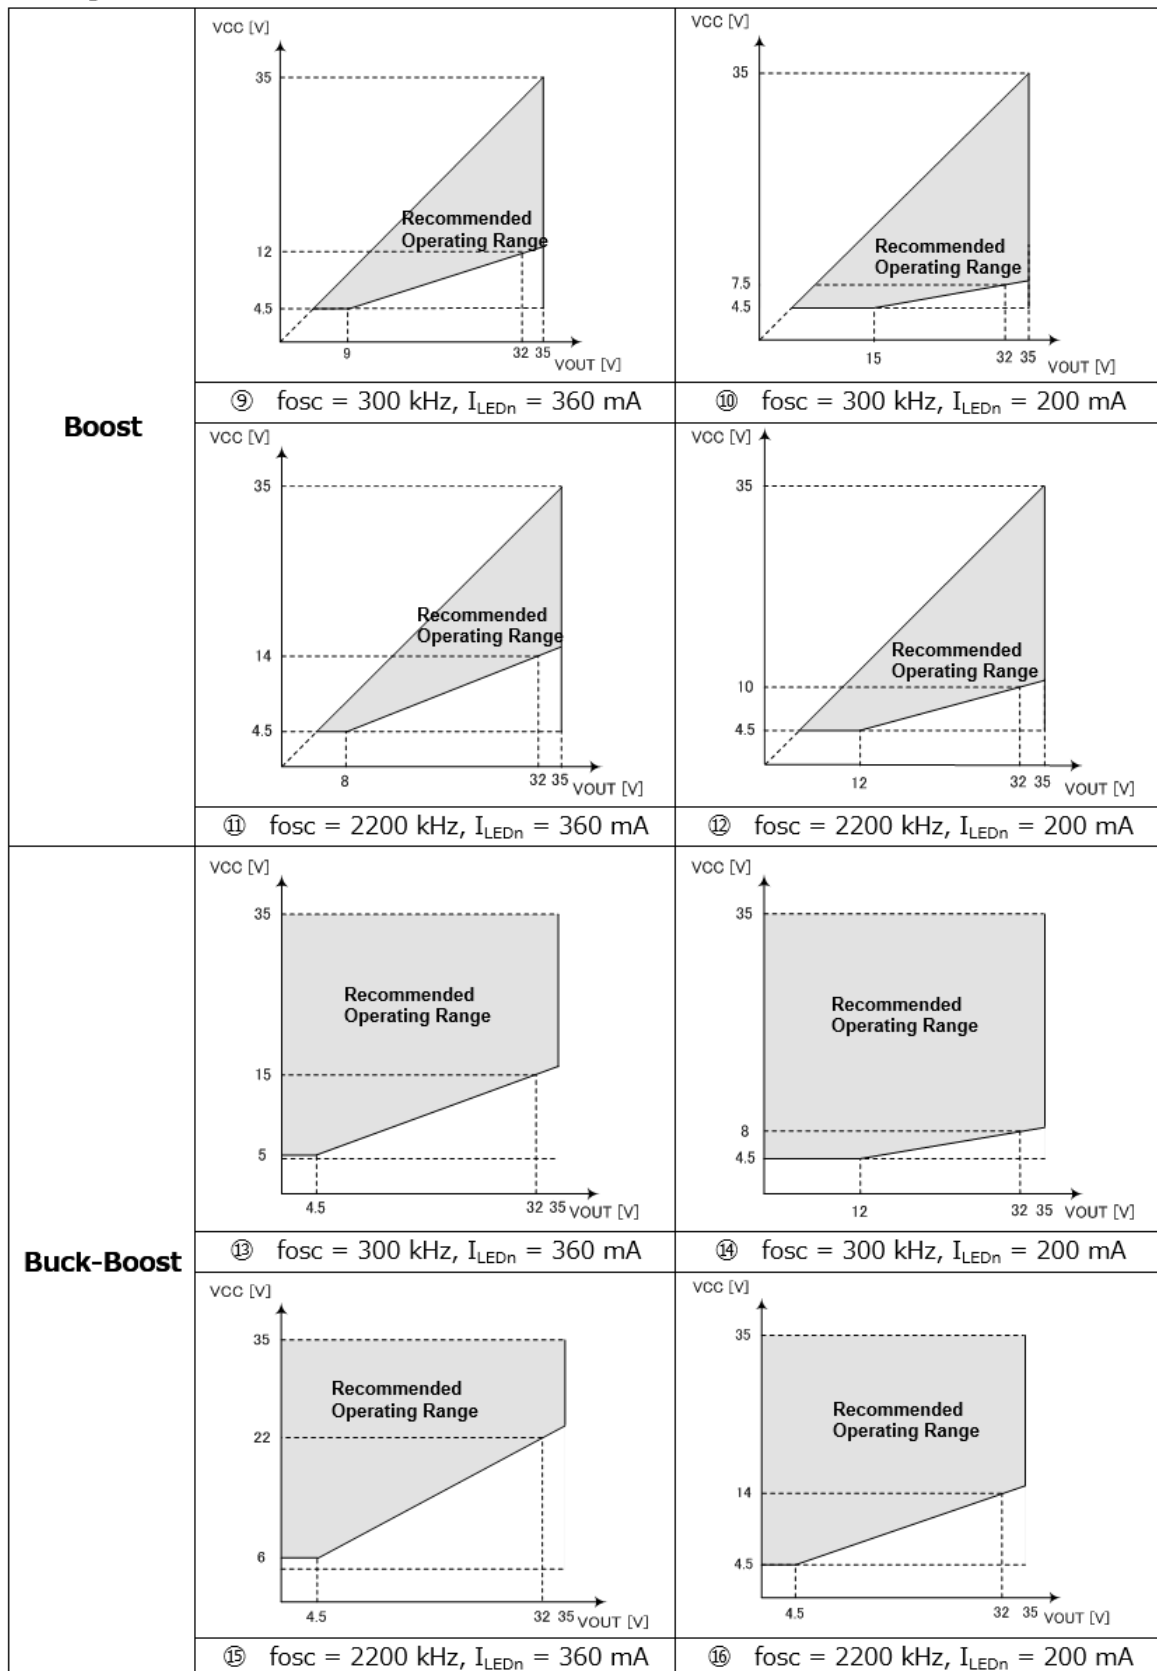 Boost
VCC [V]
35
12
4.5
Recommended
Operating Range
9
32 35
VOUT [V]
⑨ fosc = 300 kHz, ILEDn = 360 mA
VCC [V]
35
7.5
4.5
Recommended
Operating Range
15
32 35
VOUT [V]
⑩ fosc = 300 kHz, ILEDn = 200 mA
VCC [V]
35
14
4.5
Recommended
Operating Range
8
32 35
VOUT [V]
⑪ fosc = 2200 kHz, ILEDn = 360 mA
VCC [V]
35
10
4.5
Recommended
Operating Range
12
32 35
VOUT [V]
⑫ fosc = 2200 kHz, ILEDn = 200 mA
Buck-Boost
VCC [V]
35
15
5
Recommended
Operating Range
4.5
32 35
VOUT [V]
⑬ fosc = 300 kHz, ILEDn = 360 mA
VCC [V]
35
8
4.5
Recommended
Operating Range
12
32 35
VOUT [V]
⑭ fosc = 300 kHz, ILEDn = 200 mA
VCC [V]
35
22
6
Recommended
Operating Range
4.5
32 35
VOUT [V]
⑮ fosc = 2200 kHz, ILEDn = 360 mA
VCC [V]
35
14
4.5
Recommended
Operating Range
4.5
32 35
VOUT [V]
⑯ fosc = 2200 kHz, ILEDn = 200 mA